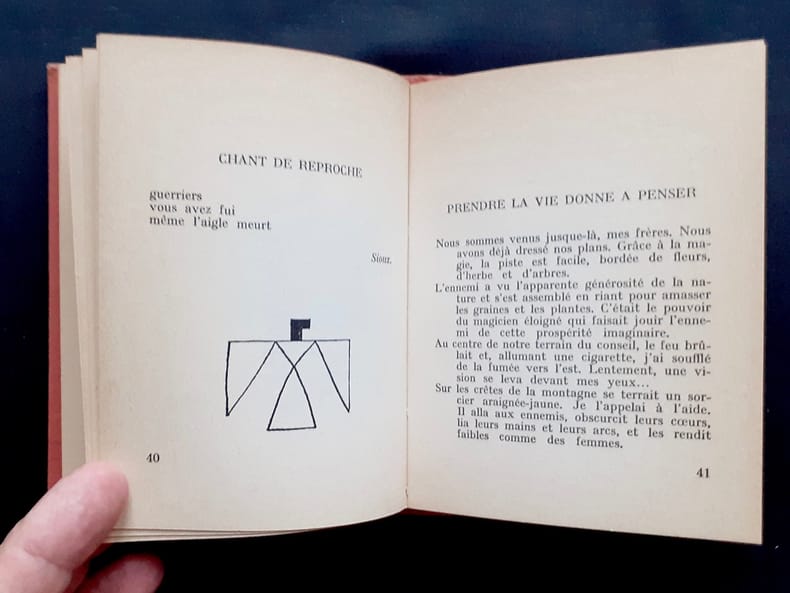 CHANT DE REPROCHE
guerriers
vous avez fui
même l'aigle meurt
Sioux.
40
PRENDRE LA VIE DONNE A PENSER
Nous sommes venus jusque-là, mes frères. Nous
avons déjà dressé nos plans. Grâce à la ma-
gie, la piste est facile, bordée de fleurs,
d'herbe et d'arbres.
L'ennemi a vu l'apparente générosité de la na-
ture et s'est assemblé en riant pour amasser
les graines et les plantes. C'était le pouvoir
du magicien éloigné qui faisait jouir l'enne-
mi de cette prospérité imaginaire.
Au centre de notre terrain du conseil, le feu brû-
lait et, allumant une cigarette, j'ai soufflé
de la fumée vers l'est. Lentement, une vi-
sion se leva devant mes yeux...
Sur les crêtes de la montagne se terrait un sor-
cier araignée-jaune. Je l'appelai à l'aide.
Il alla aux ennemis, obscurcit leurs cœurs,
lia leurs mains et leurs arcs, et les rendit
faibles comme des femmes.
41